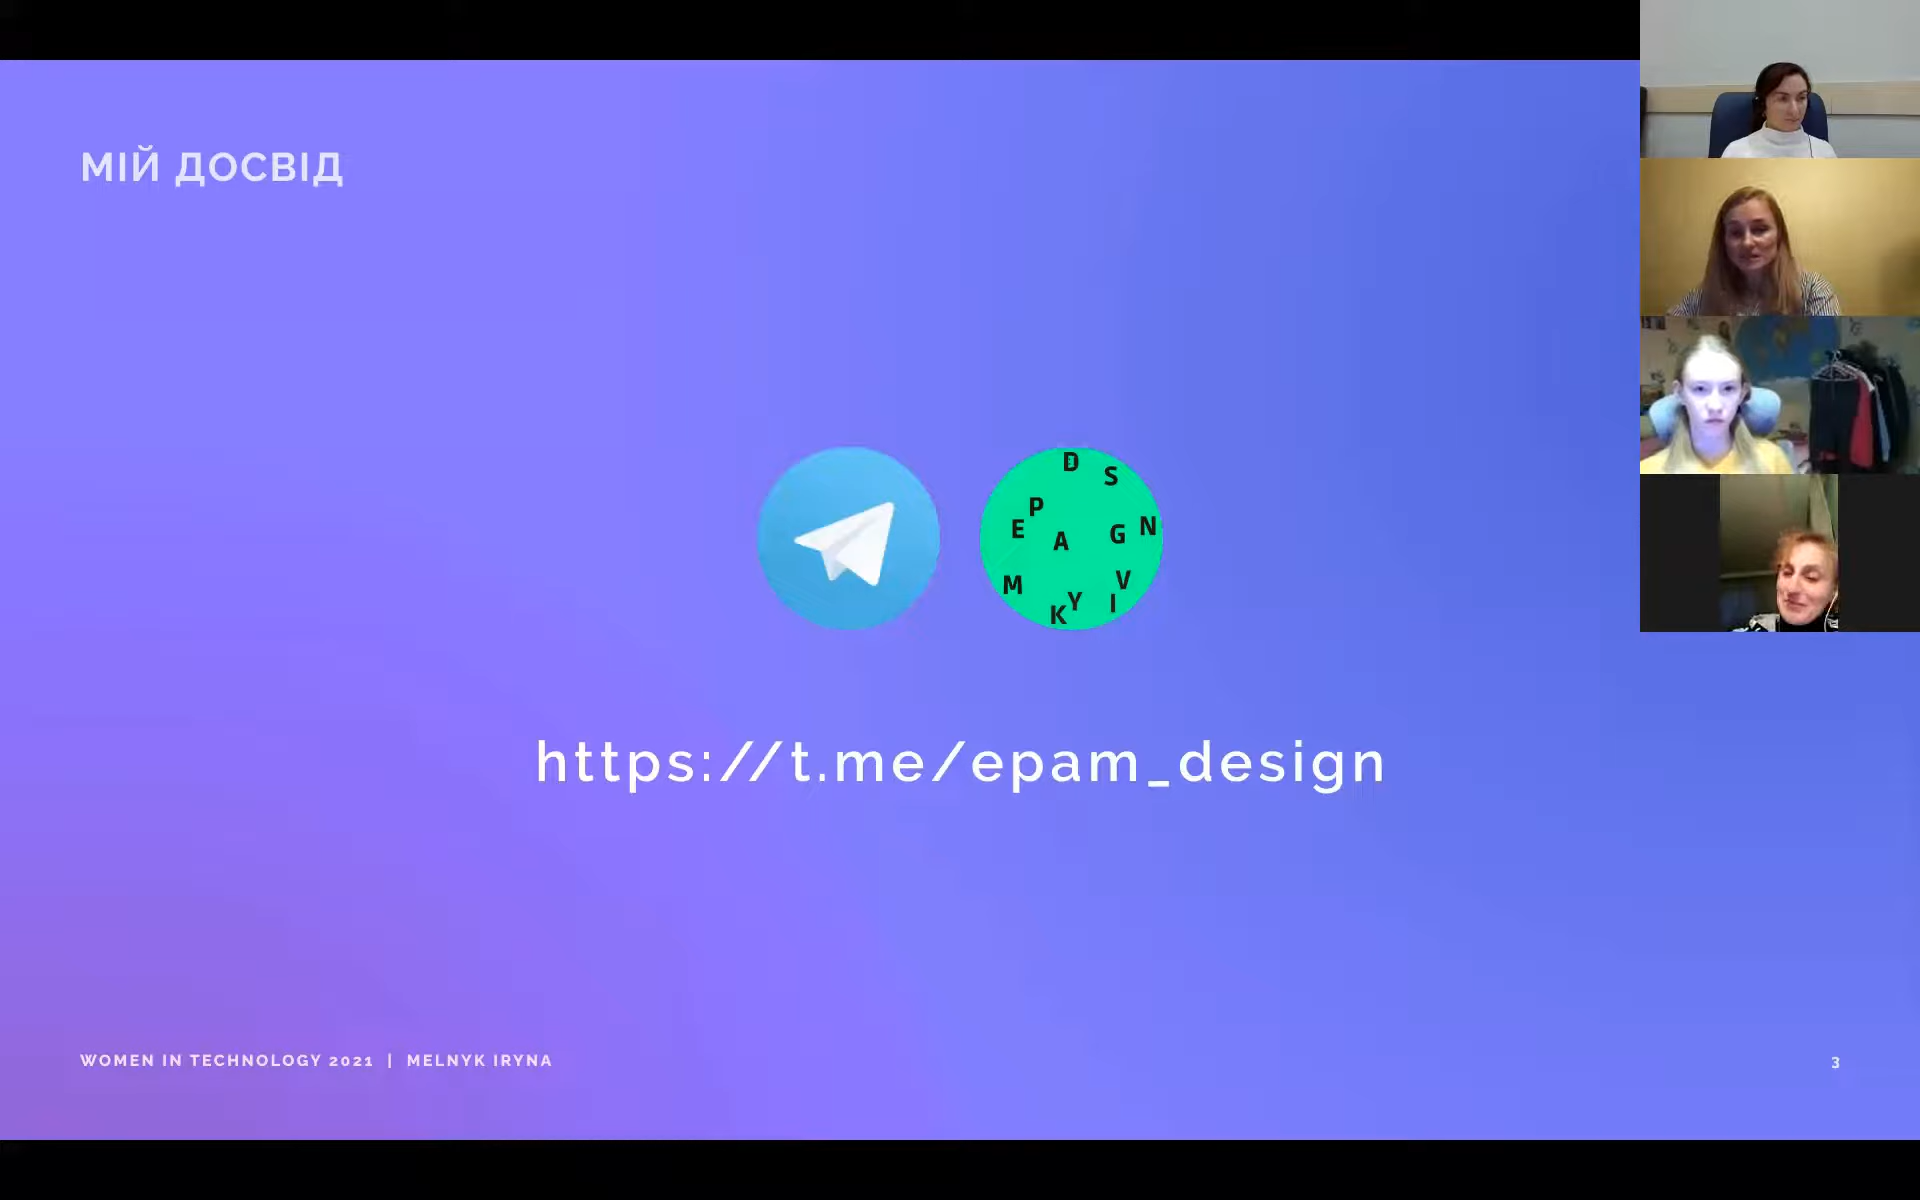 МІЙ ДОСВІД
D S
P
E A G N
M V
K Y I
https://t.me/epam_design
WOMEN IN TECHNOLOGY 2021 | MELNYK IRYNA
3